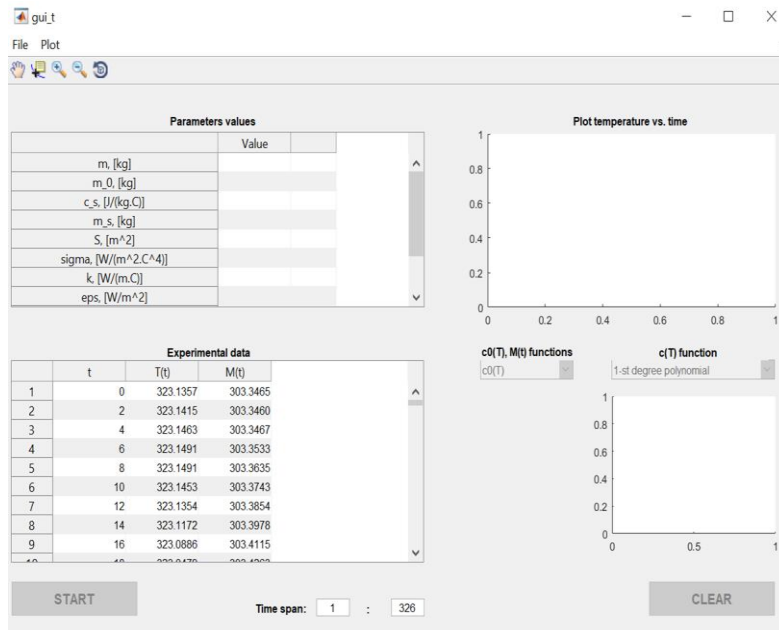 gui_t
File Plot
Parameters values
Value
m, [kg]
m_0, [kg]
c_s, [J/(kg.C)]
m_s, [kg]
S, [m^2]
sigma, [W/(m^2.C^4)]
k, [W/(m.C)]
eps, [W/m^2]
Plot temperature vs. time
1
0.8
0.6
0.4
0.2
0
0 0.2 0.4 0.6 0.8 1
Experimental data
t T(t) M(t)
1 0 323.1357 303.3465
2 2 323.1415 303.3460
3 4 323.1463 303.3467
4 6 323.1491 303.3533
5 8 323.1491 303.3635
6 10 323.1453 303.3743
7 12 323.1354 303.3854
8 14 323.1172 303.3978
9 16 323.0886 303.4115
c0(T), M(t) functions
c0(T)
c(T) function
1-st degree polynomial
1
0.8
0.6
0.4
0.2
0
0 0.5 1
START
Time span: 1 : 326
CLEAR